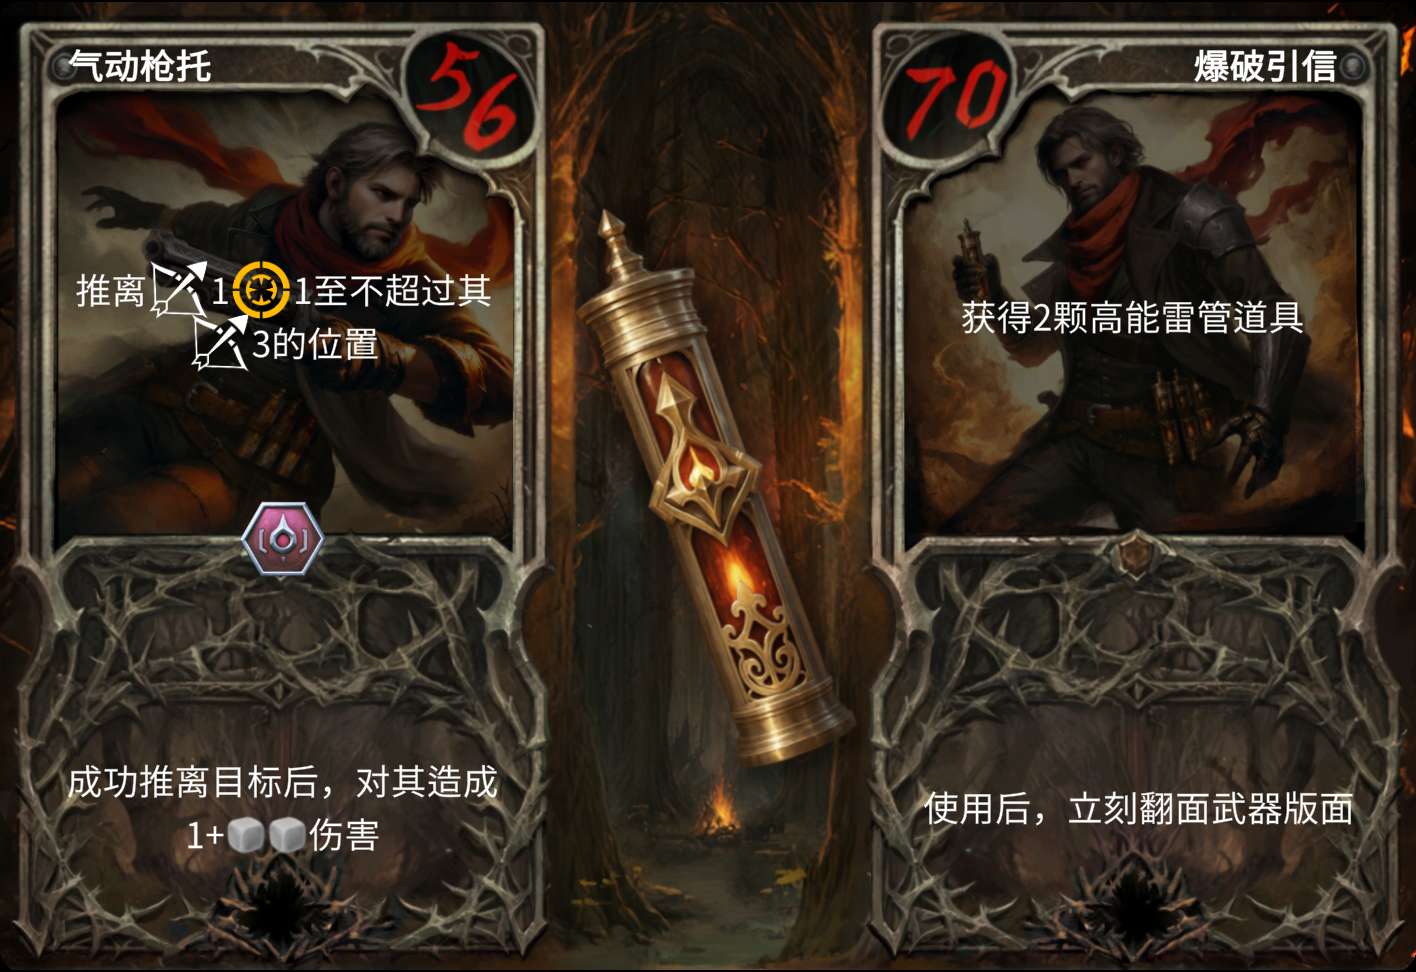 气动枪托
56
推离1 1至不超过其
3的位置
成功推离目标后，对其造成
1+伤害
70
爆破引信
获得2颗高能雷管道具
使用后，立刻翻面武器版面